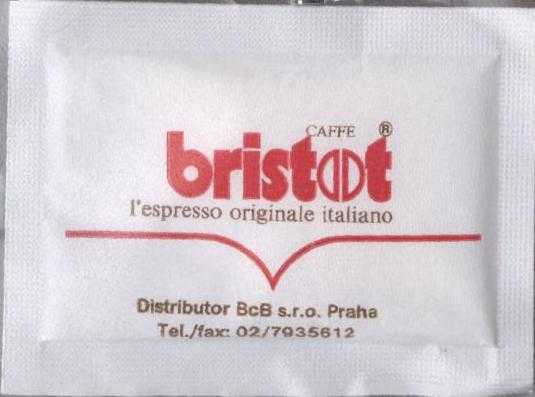 CAFFE ®
bristot
l'espresso originale italiano
Distributor BcB s.r.o. Praha
Tel./fax: 02/7935612